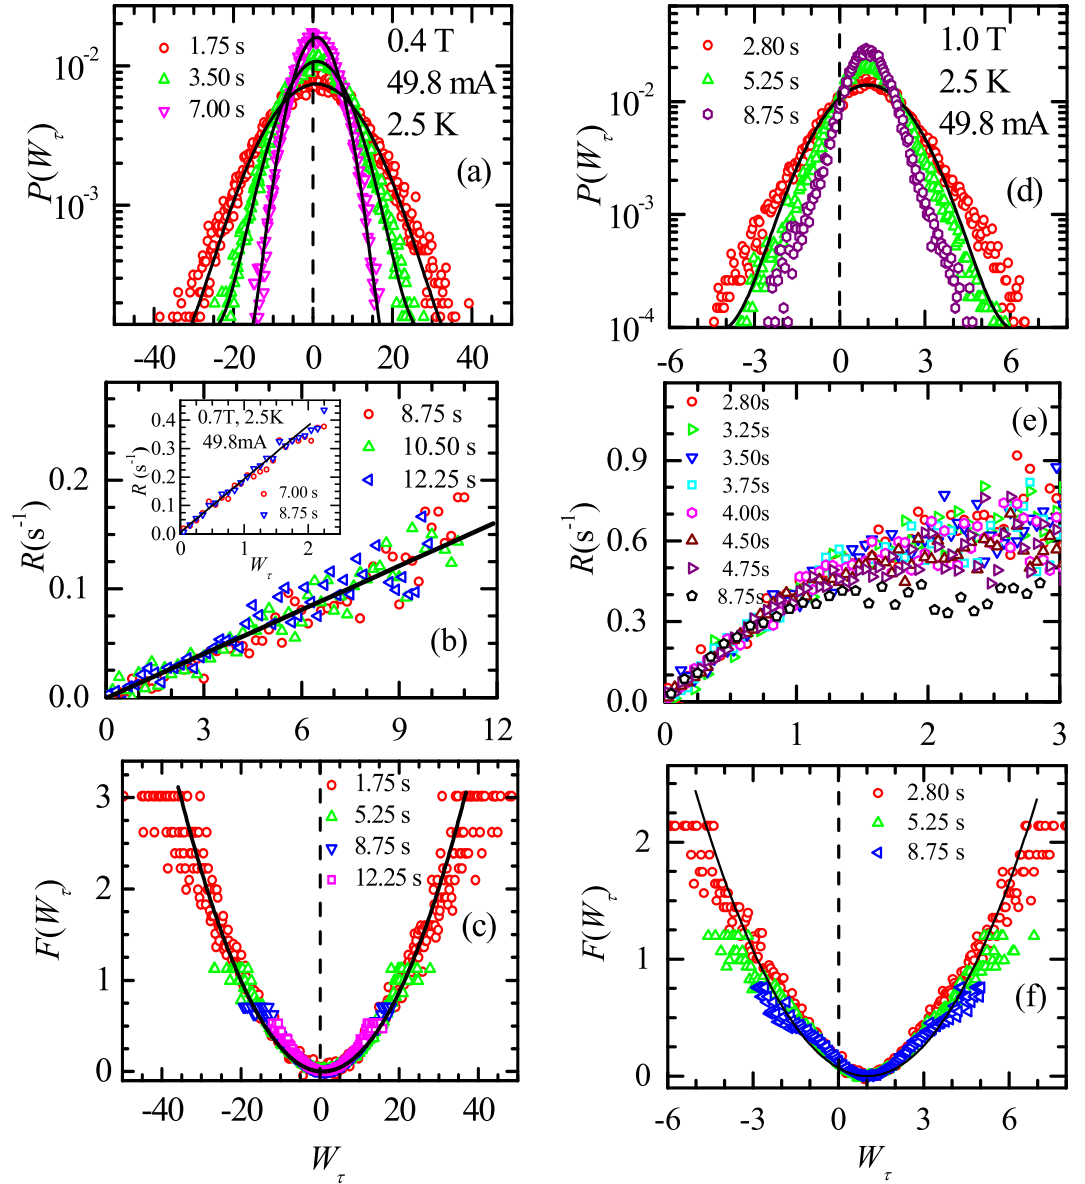 10⁻²
10⁻³
P(W_τ)
1.75 s
3.50 s
7.00 s
0.4 T
49.8 mA
2.5 K
(a)
-40 -20 0 20 40
10⁻²
10⁻³
10⁻⁴
P(W_τ)
2.80 s
5.25 s
8.75 s
1.0 T
2.5 K
49.8 mA
(d)
-6 -3 0 3 6
0.2
0.1
0.0
R(s⁻¹)
0.4
0.3
0.2
0.1
0.0
R (s⁻¹)
0.7T, 2.5K
49.8mA
7.00 s
8.75 s
0 1 2
W_τ
8.75 s
10.50 s
12.25 s
(b)
0 3 6 9 12
0.9
0.6
0.3
0.0
R(s⁻¹)
2.80s
3.25s
3.50s
3.75s
4.00s
4.50s
4.75s
8.75s
(e)
0 1 2 3
3
2
1
0
F(W_τ)
1.75 s
5.25 s
8.75 s
12.25 s
(c)
-40 -20 0 20 40
W_τ
2
1
0
F(W_τ)
2.80 s
5.25 s
8.75 s
(f)
-6 -3 0 3 6
W_τ